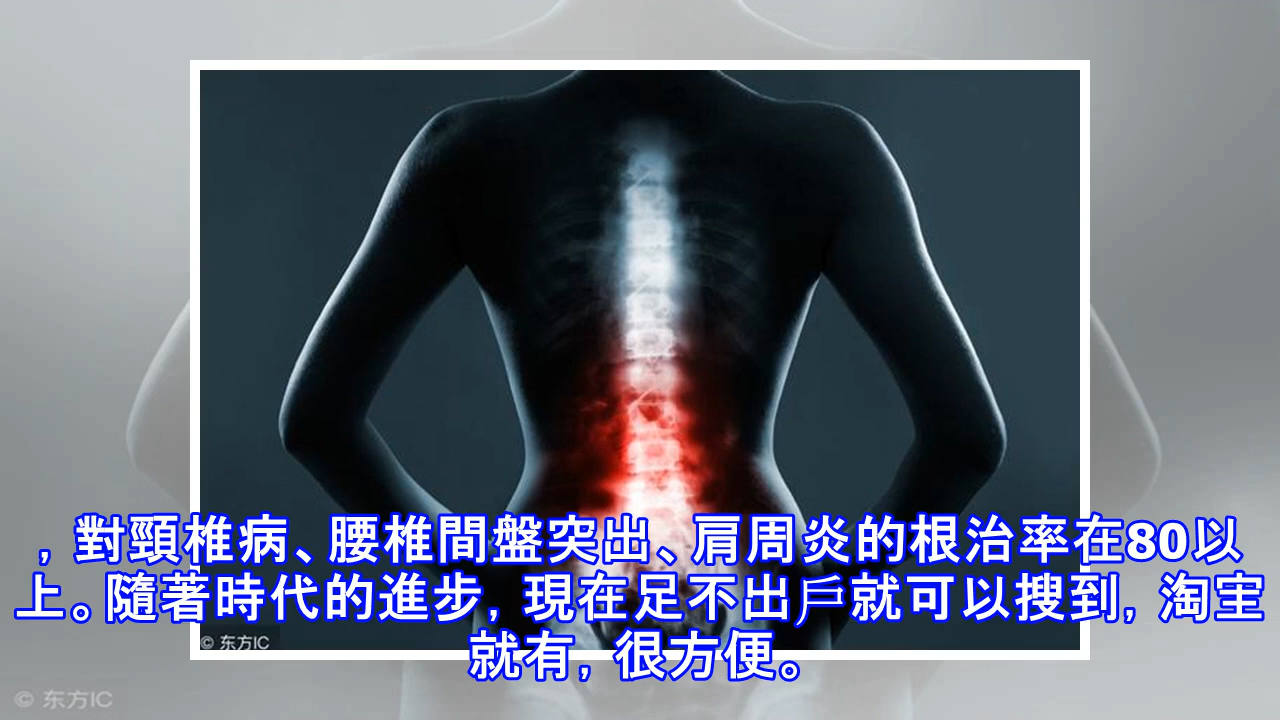 ，對頸椎病、腰椎間盤突出、肩周炎的根治率在80以
上。隨著時代的進步，現在足不出戶就可以搜到，淘宝
就有，很方便。
© 东方IC
© 东方IC